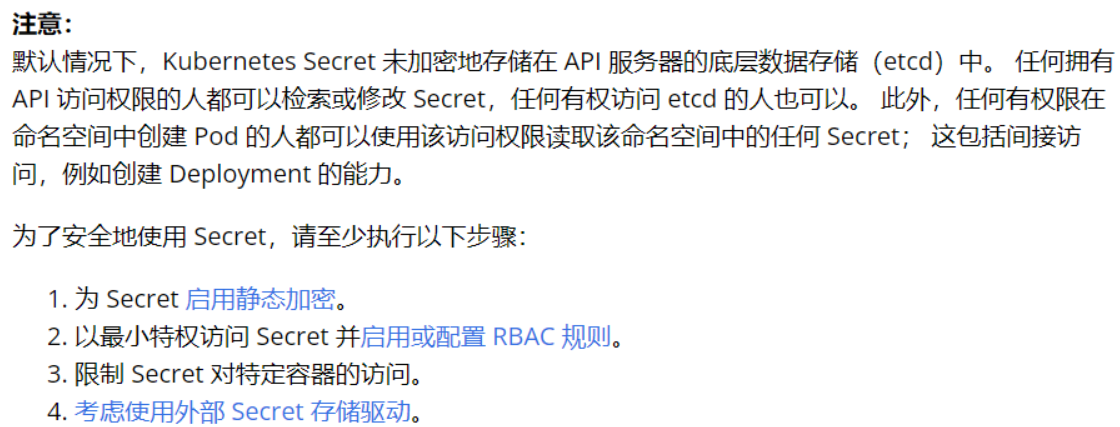 注意：
默认情况下，Kubernetes Secret 未加密地存储在 API 服务器的底层数据存储（etcd）中。 任何拥有
API 访问权限的人都可以检索或修改 Secret，任何有权访问 etcd 的人也可以。 此外，任何有权限在
命名空间中创建 Pod 的人都可以使用该访问权限读取该命名空间中的任何 Secret； 这包括间接访
问，例如创建 Deployment 的能力。
为了安全地使用 Secret，请至少执行以下步骤：
1. 为 Secret 启用静态加密。
2. 以最小特权访问 Secret 并启用或配置 RBAC 规则。
3. 限制 Secret 对特定容器的访问。
4. 考虑使用外部 Secret 存储驱动。